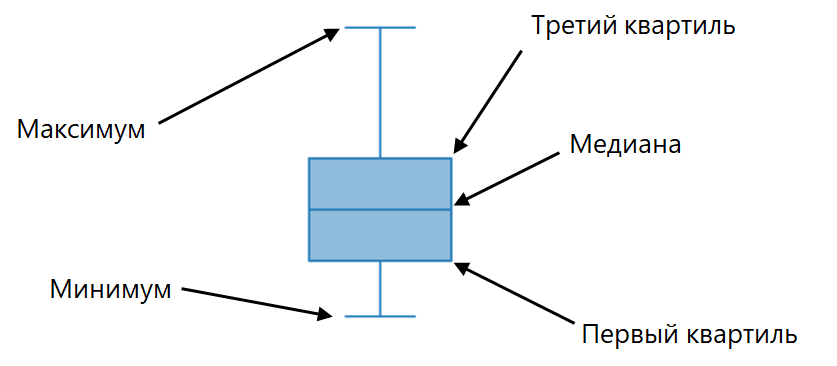 Третий квартиль
Максимум
Медиана
Минимум
Первый квартиль